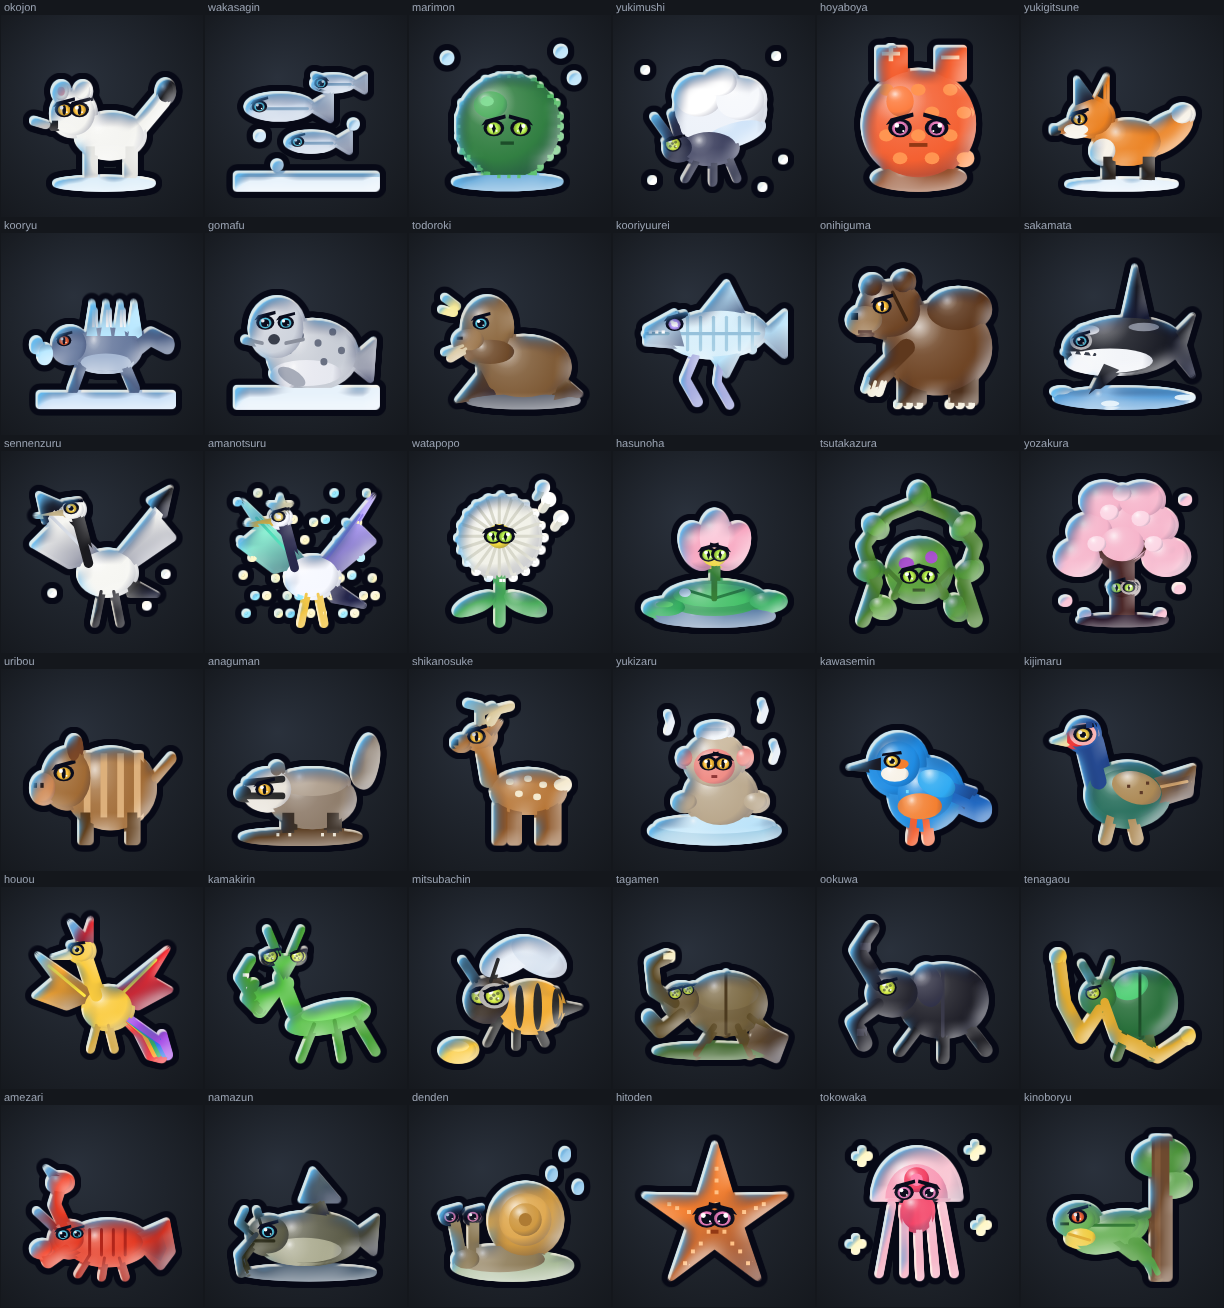 okojon wakasagin marimon yukimushi hoyaboya yukigitsune
kooryu gomafu todoroki kooriyuurei onihiguma sakamata
sennenzuru amanotsuru watapopo hasunoha tsutakazura yozakura
uribou anaguman shikanosuke yukizaru kawasemin kijimaru
houou kamakirin mitsubachin tagamen ookuwa tenagaou
amezari namazun denden hitoden tokowaka kinoboryu